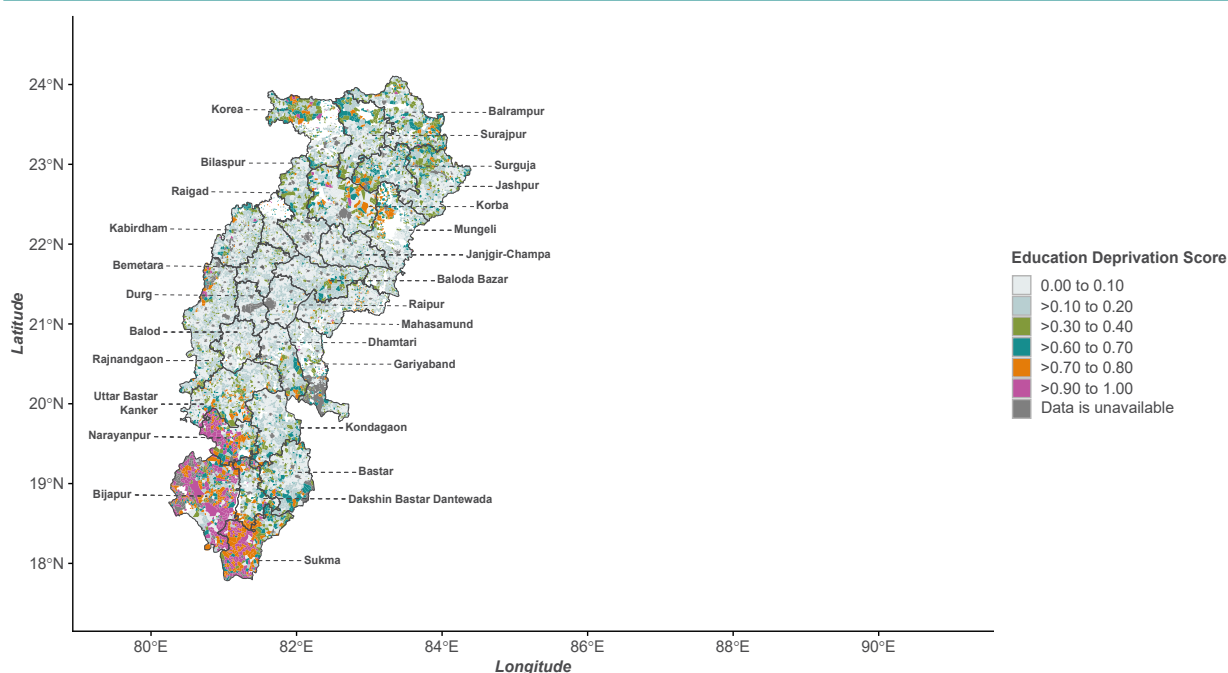 24°N
23°N
22°N
21°N
20°N
19°N
18°N
Latitude
80°E
82°E
84°E
86°E
88°E
90°E
Longitude
Korea
Bilaspur
Raigad
Kabirdham
Bemetara
Durg
Balod
Rajnandgaon
Uttar Bastar
Kanker
Narayanpur
Bijapur
Balrampur
Surajpur
Surguja
Jashpur
Korba
Mungeli
Janjgir-Champa
Baloda Bazar
Raipur
Mahasamund
Dhamtari
Gariyaband
Kondagaon
Bastar
Dakshin Bastar Dantewada
Sukma
Education Deprivation Score
0.00 to 0.10
>0.10 to 0.20
>0.30 to 0.40
>0.60 to 0.70
>0.70 to 0.80
>0.90 to 1.00
Data is unavailable